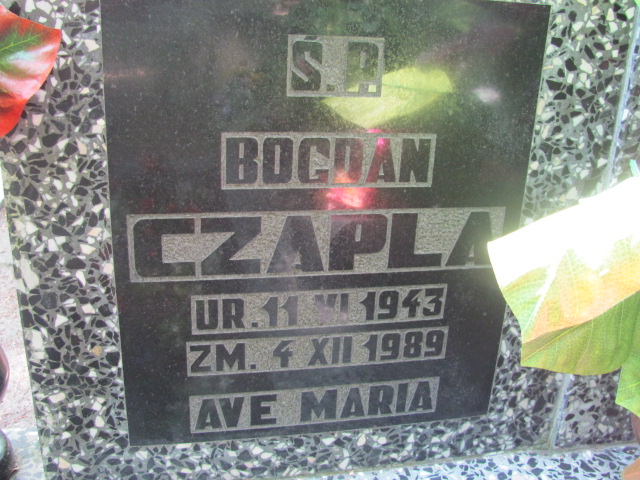 Ś.P.
BOGDAN
CZAPLA
UR. 11 VI 1943
ZM. 4 XII 1989
AVE MARIA